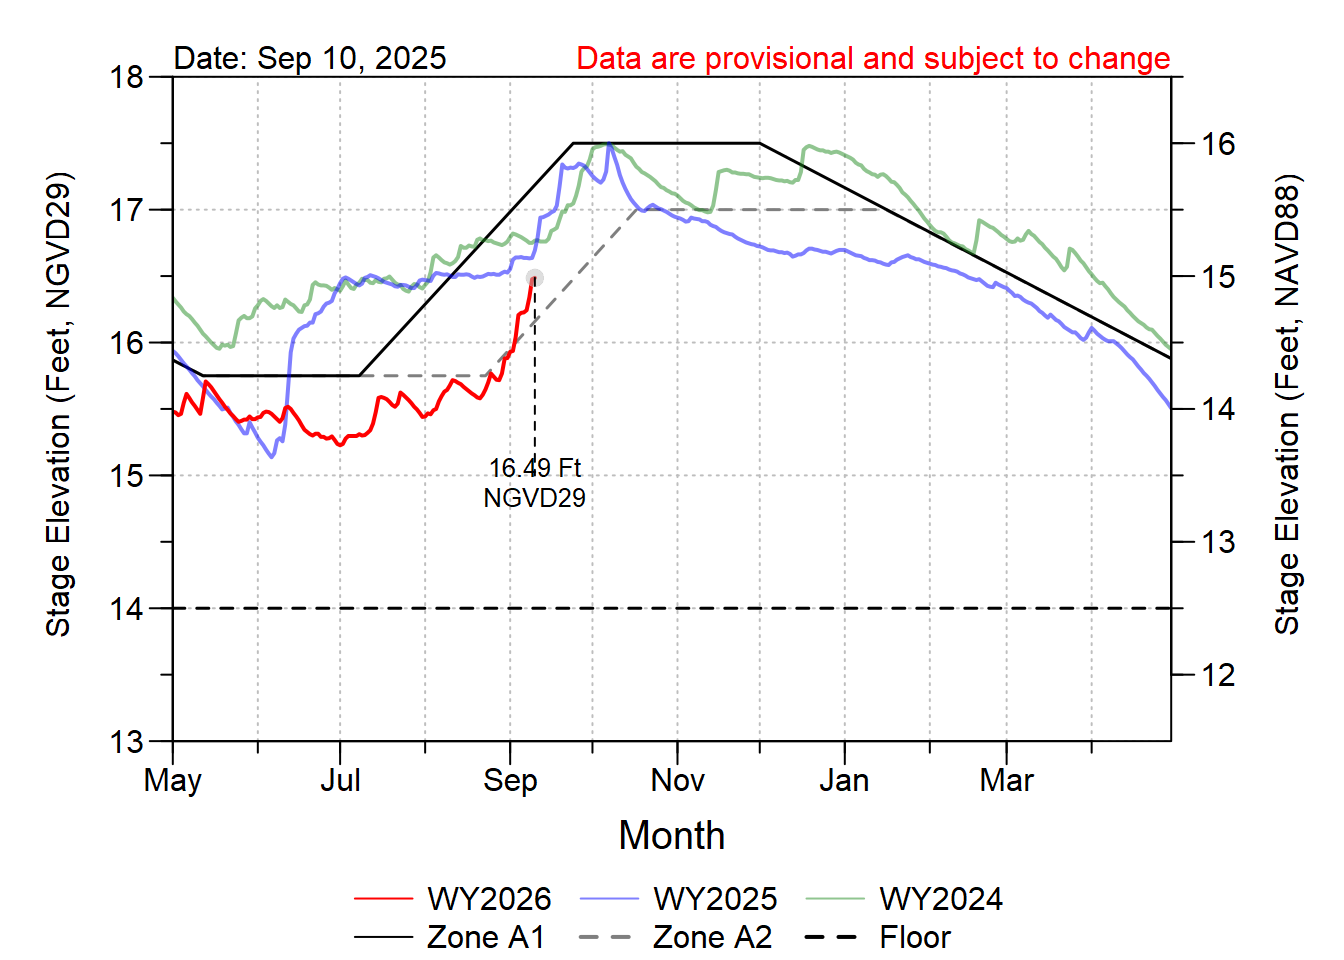 Date: Sep 10, 2025
Data are provisional and subject to change
18
17
16
15
14
13
Stage Elevation (Feet, NGVD29)
16
15
14
13
12
Stage Elevation (Feet, NAVD88)
16.49 Ft
NGVD29
May Jul Sep Nov Jan Mar
Month
WY2026 WY2025 WY2024
Zone A1 Zone A2 Floor